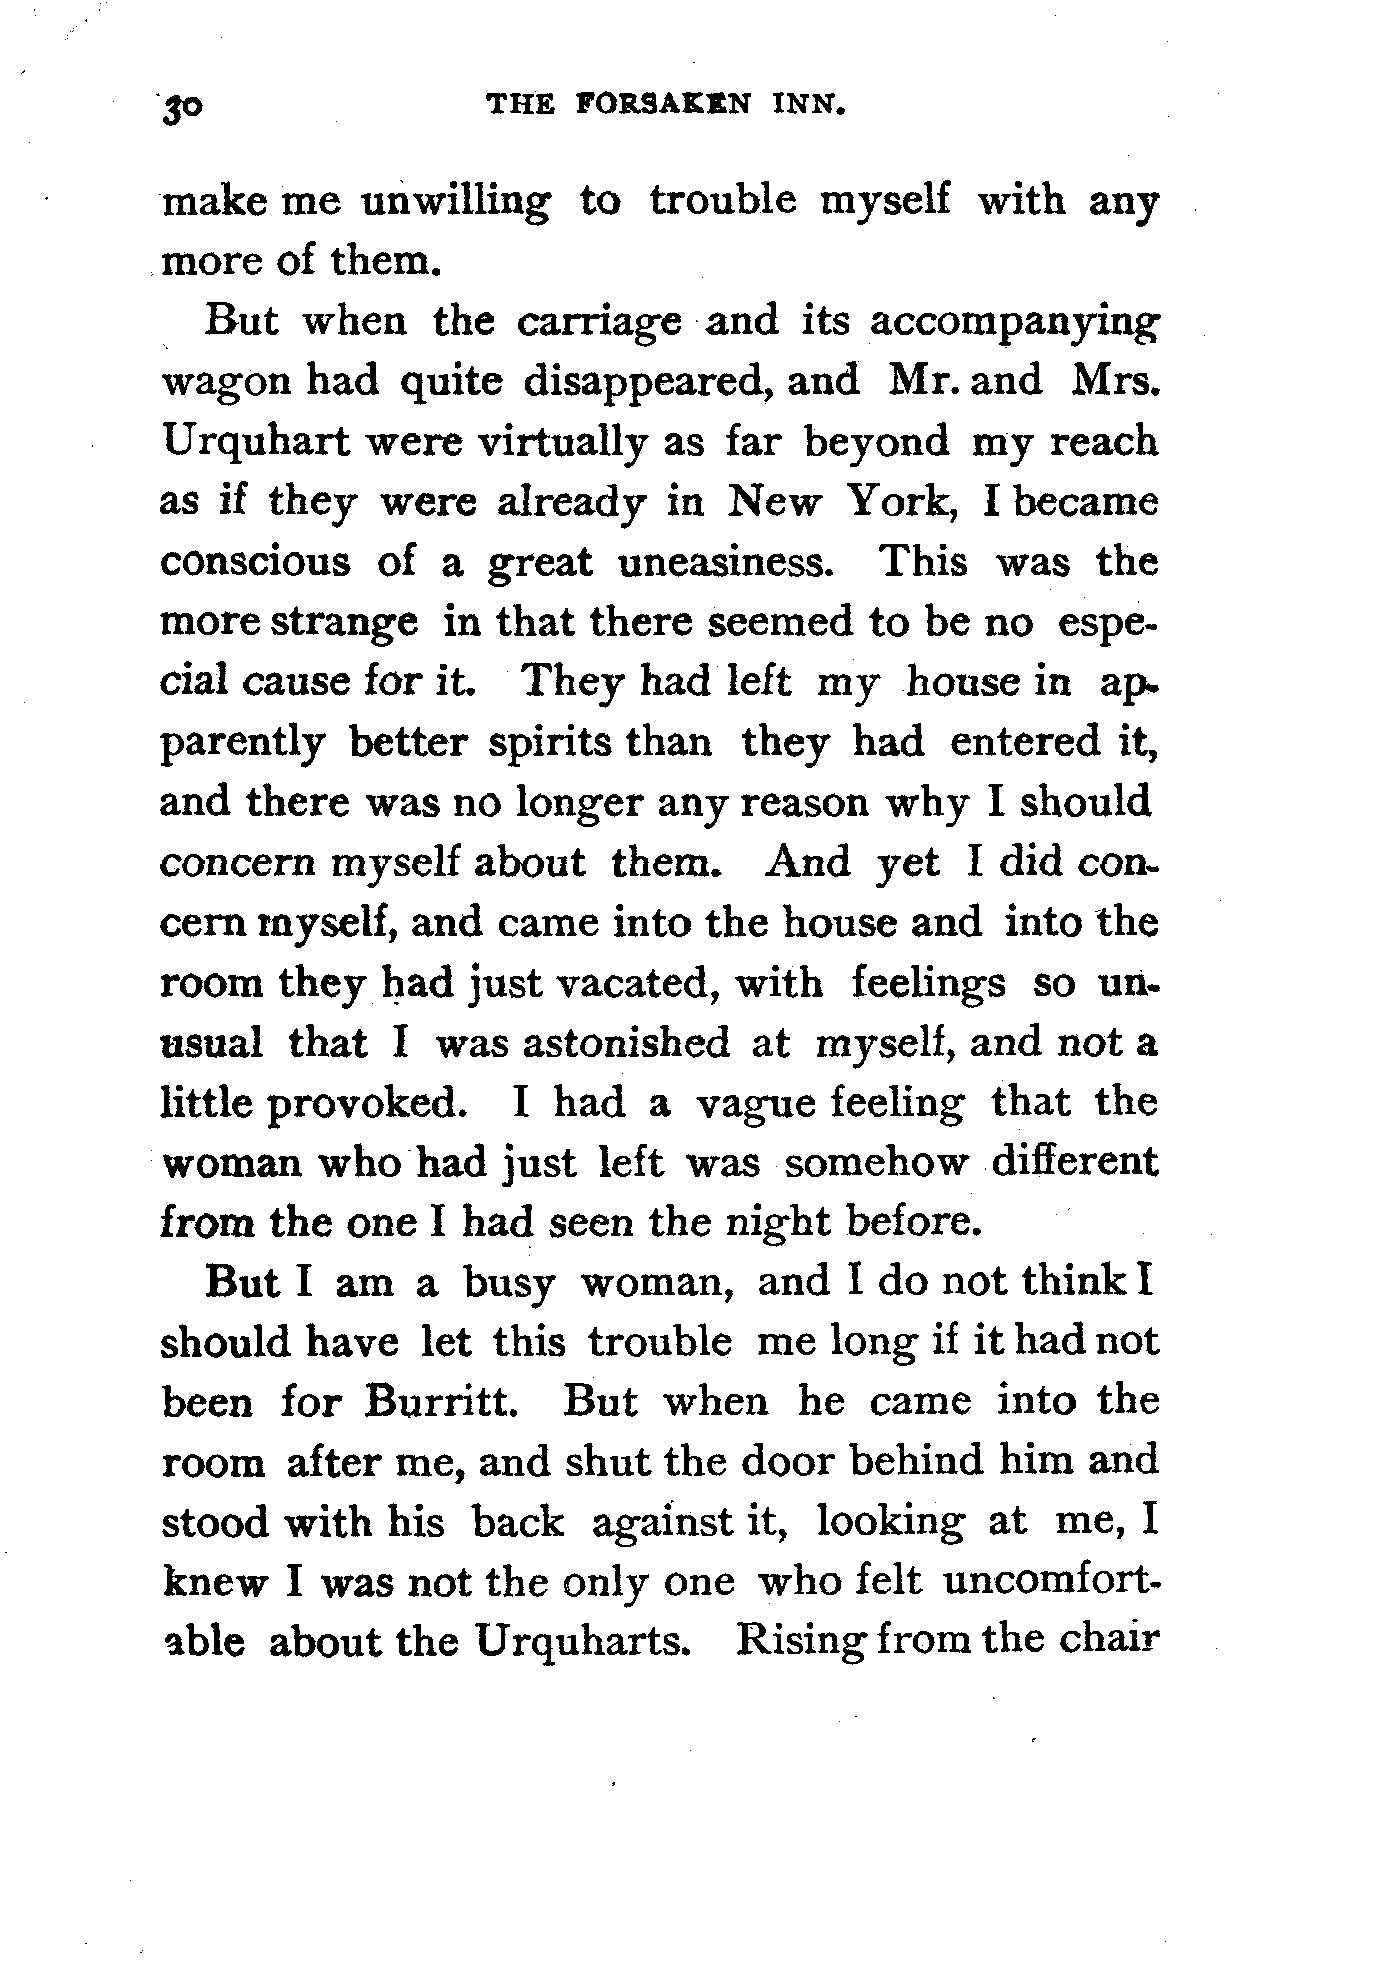 30 THE FORSAKEN INN.
make me unwilling to trouble myself with any
more of them.
But when the carriage and its accompanying
wagon had quite disappeared, and Mr. and Mrs.
Urquhart were virtually as far beyond my reach
as if they were already in New York, I became
conscious of a great uneasiness. This was the
more strange in that there seemed to be no espe-
cial cause for it. They had left my house in ap-
parently better spirits than they had entered it,
and there was no longer any reason why I should
concern myself about them. And yet I did con-
cern myself, and came into the house and into the
room they had just vacated, with feelings so un-
usual that I was astonished at myself, and not a
little provoked. I had a vague feeling that the
woman who had just left was somehow different
from the one I had seen the night before.
But I am a busy woman, and I do not think I
should have let this trouble me long if it had not
been for Burritt. But when he came into the
room after me, and shut the door behind him and
stood with his back against it, looking at me, I
knew I was not the only one who felt uncomfort-
able about the Urquharts. Rising from the chair